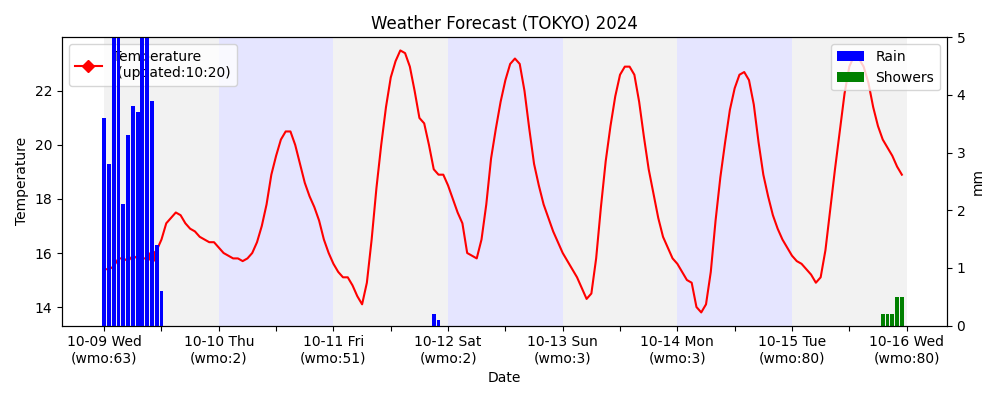 Weather Forecast (TOKYO) 2024
Temperature
(updated:10:20)
Rain
Showers
Temperature
22
20
18
16
14
5
4
3
2
1
0
mm
10-09 Wed
(wmo:63)
10-10 Thu
(wmo:2)
10-11 Fri
(wmo:51)
10-12 Sat
(wmo:2)
10-13 Sun
(wmo:3)
10-14 Mon
(wmo:3)
10-15 Tue
(wmo:80)
10-16 Wed
(wmo:80)
Date